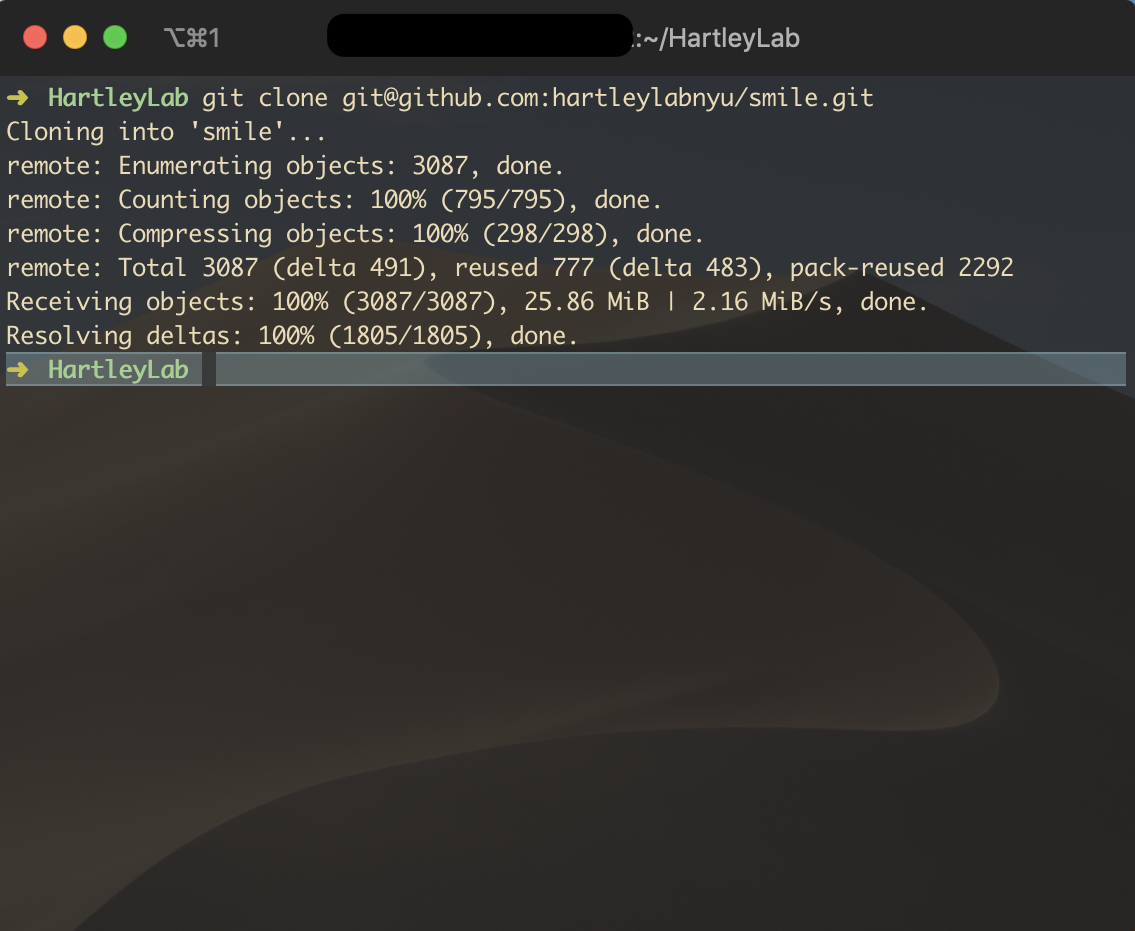 ⌥⌘1 :~/HartleyLab
➜ HartleyLab git clone git@github.com:hartleylabnyu/smile.git
Cloning into 'smile'...
remote: Enumerating objects: 3087, done.
remote: Counting objects: 100% (795/795), done.
remote: Compressing objects: 100% (298/298), done.
remote: Total 3087 (delta 491), reused 777 (delta 483), pack-reused 2292
Receiving objects: 100% (3087/3087), 25.86 MiB | 2.16 MiB/s, done.
Resolving deltas: 100% (1805/1805), done.
➜ HartleyLab